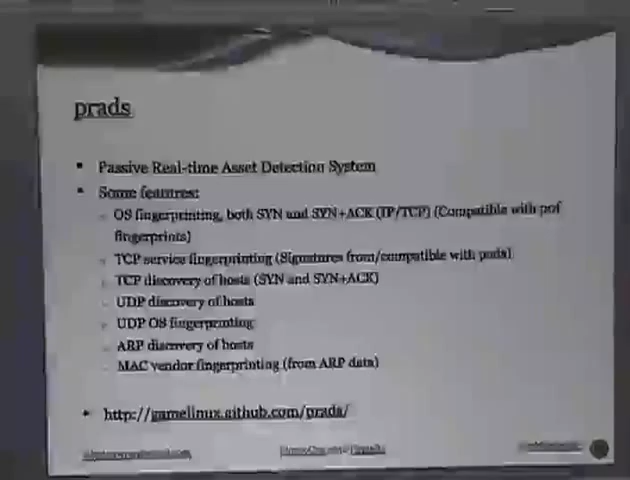 prads
Passive Real-time Asset Detection System
Some features:
OS fingerprinting, both SYN and SYN+ACK (IP/TCP) (Compatible with p0f
fingerprints)
TCP service fingerprinting (Signatures from/compatible with pads)
TCP discovery of hosts (SYN and SYN+ACK)
UDP discovery of hosts
UDP OS fingerprinting
ARP discovery of hosts
MAC vendor fingerprinting (from ARP data)
http://gamelinux.github.com/prads/